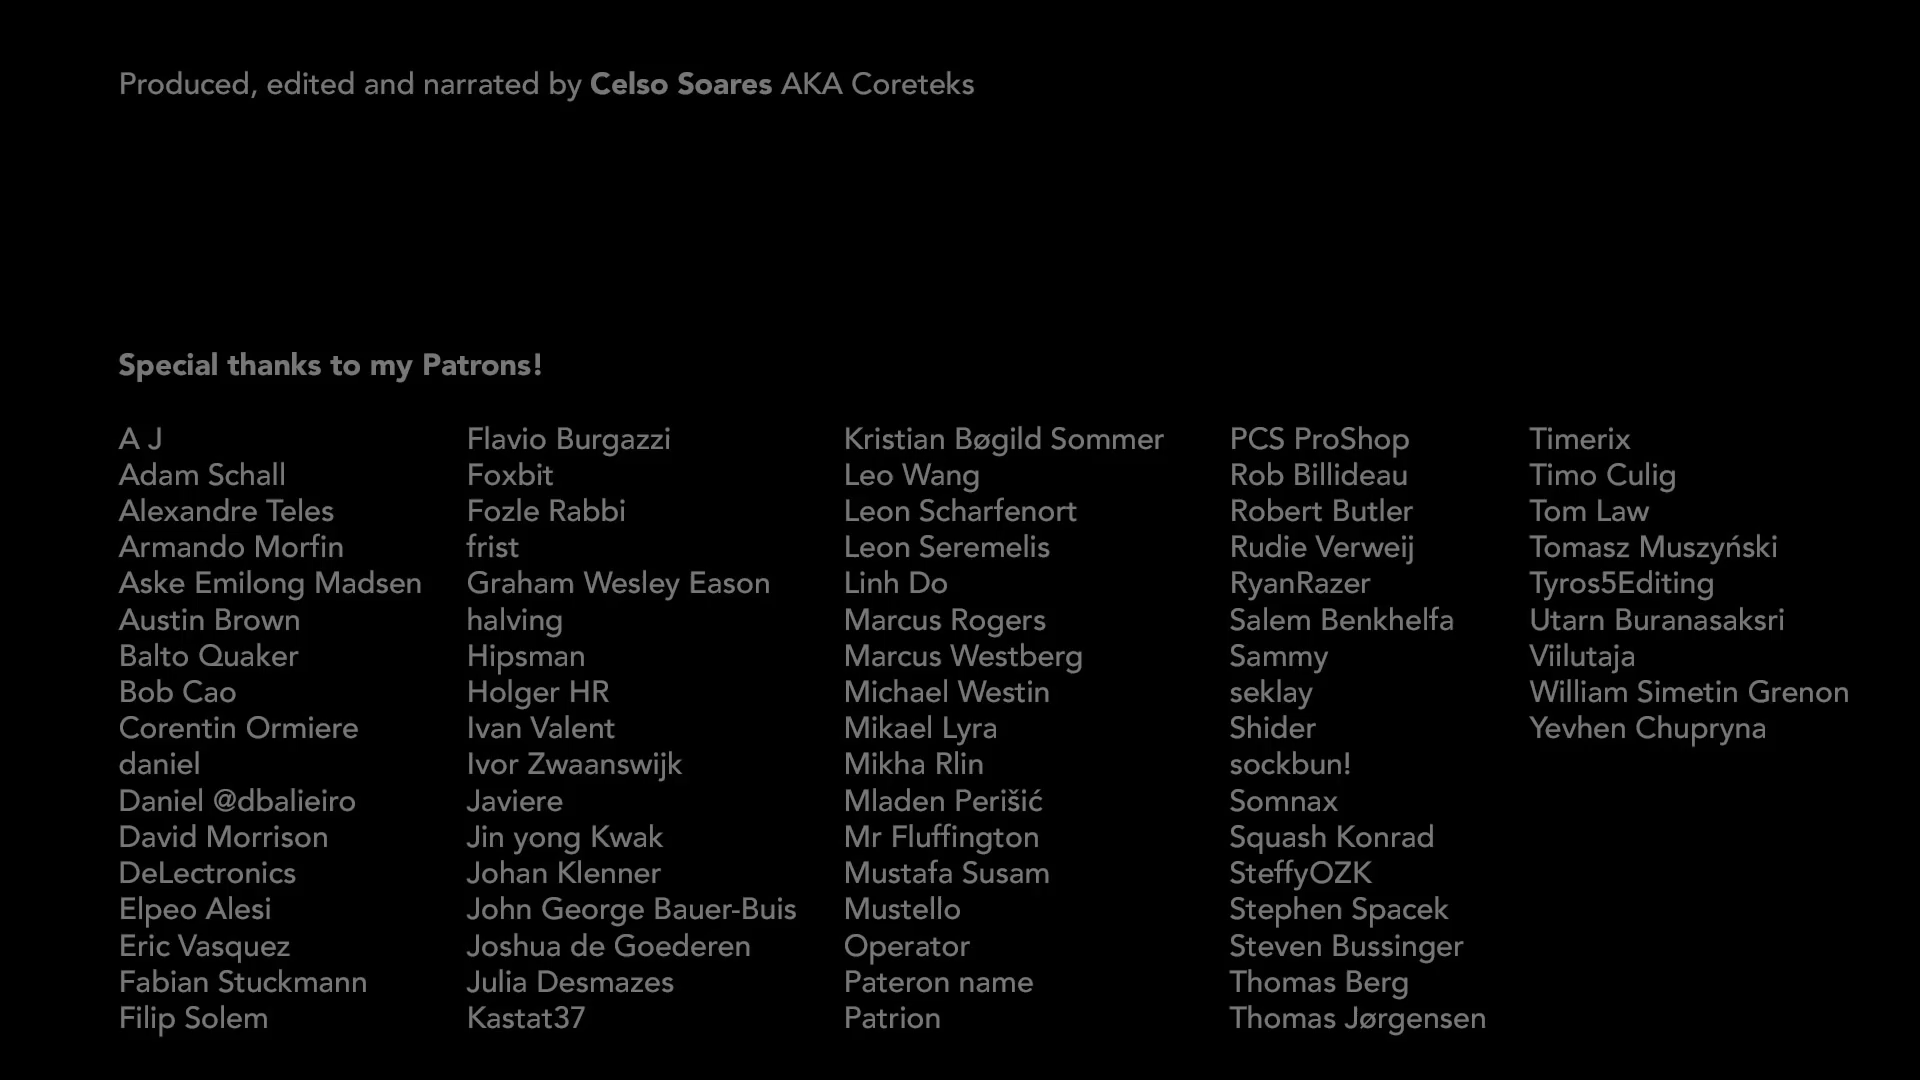 Produced, edited and narrated by Celso Soares AKA Coreteks
Special thanks to my Patrons!
A J
Adam Schall
Alexandre Teles
Armando Morfin
Aske Emilong Madsen
Austin Brown
Balto Quaker
Bob Cao
Corentin Ormiere
daniel
Daniel @dbalieiro
David Morrison
DeLectronics
Elpeo Alesi
Eric Vasquez
Fabian Stuckmann
Filip Solem
Flavio Burgazzi
Foxbit
Fozle Rabbi
frist
Graham Wesley Eason
halving
Hipsman
Holger HR
Ivan Valent
Ivor Zwaanswijk
Javiere
Jin yong Kwak
Johan Klenner
John George Bauer-Buis
Joshua de Goederen
Julia Desmazes
Kastat37
Kristian Bøgild Sommer
Leo Wang
Leon Scharfenort
Leon Seremelis
Linh Do
Marcus Rogers
Marcus Westberg
Michael Westin
Mikael Lyra
Mikha Rlin
Mladen Perišić
Mr Fluffington
Mustafa Susam
Mustello
Operator
Pateron name
Patrion
PCS ProShop
Rob Billideau
Robert Butler
Rudie Verweij
RyanRazer
Salem Benkhelfa
Sammy
seklay
Shider
sockbun!
Somnax
Squash Konrad
SteffyOZK
Stephen Spacek
Steven Bussinger
Thomas Berg
Thomas Jørgensen
Timerix
Timo Culig
Tom Law
Tomasz Muszyński
Tyros5Editing
Utarn Buranasaksri
Viilutaja
William Simetin Grenon
Yevhen Chupryna